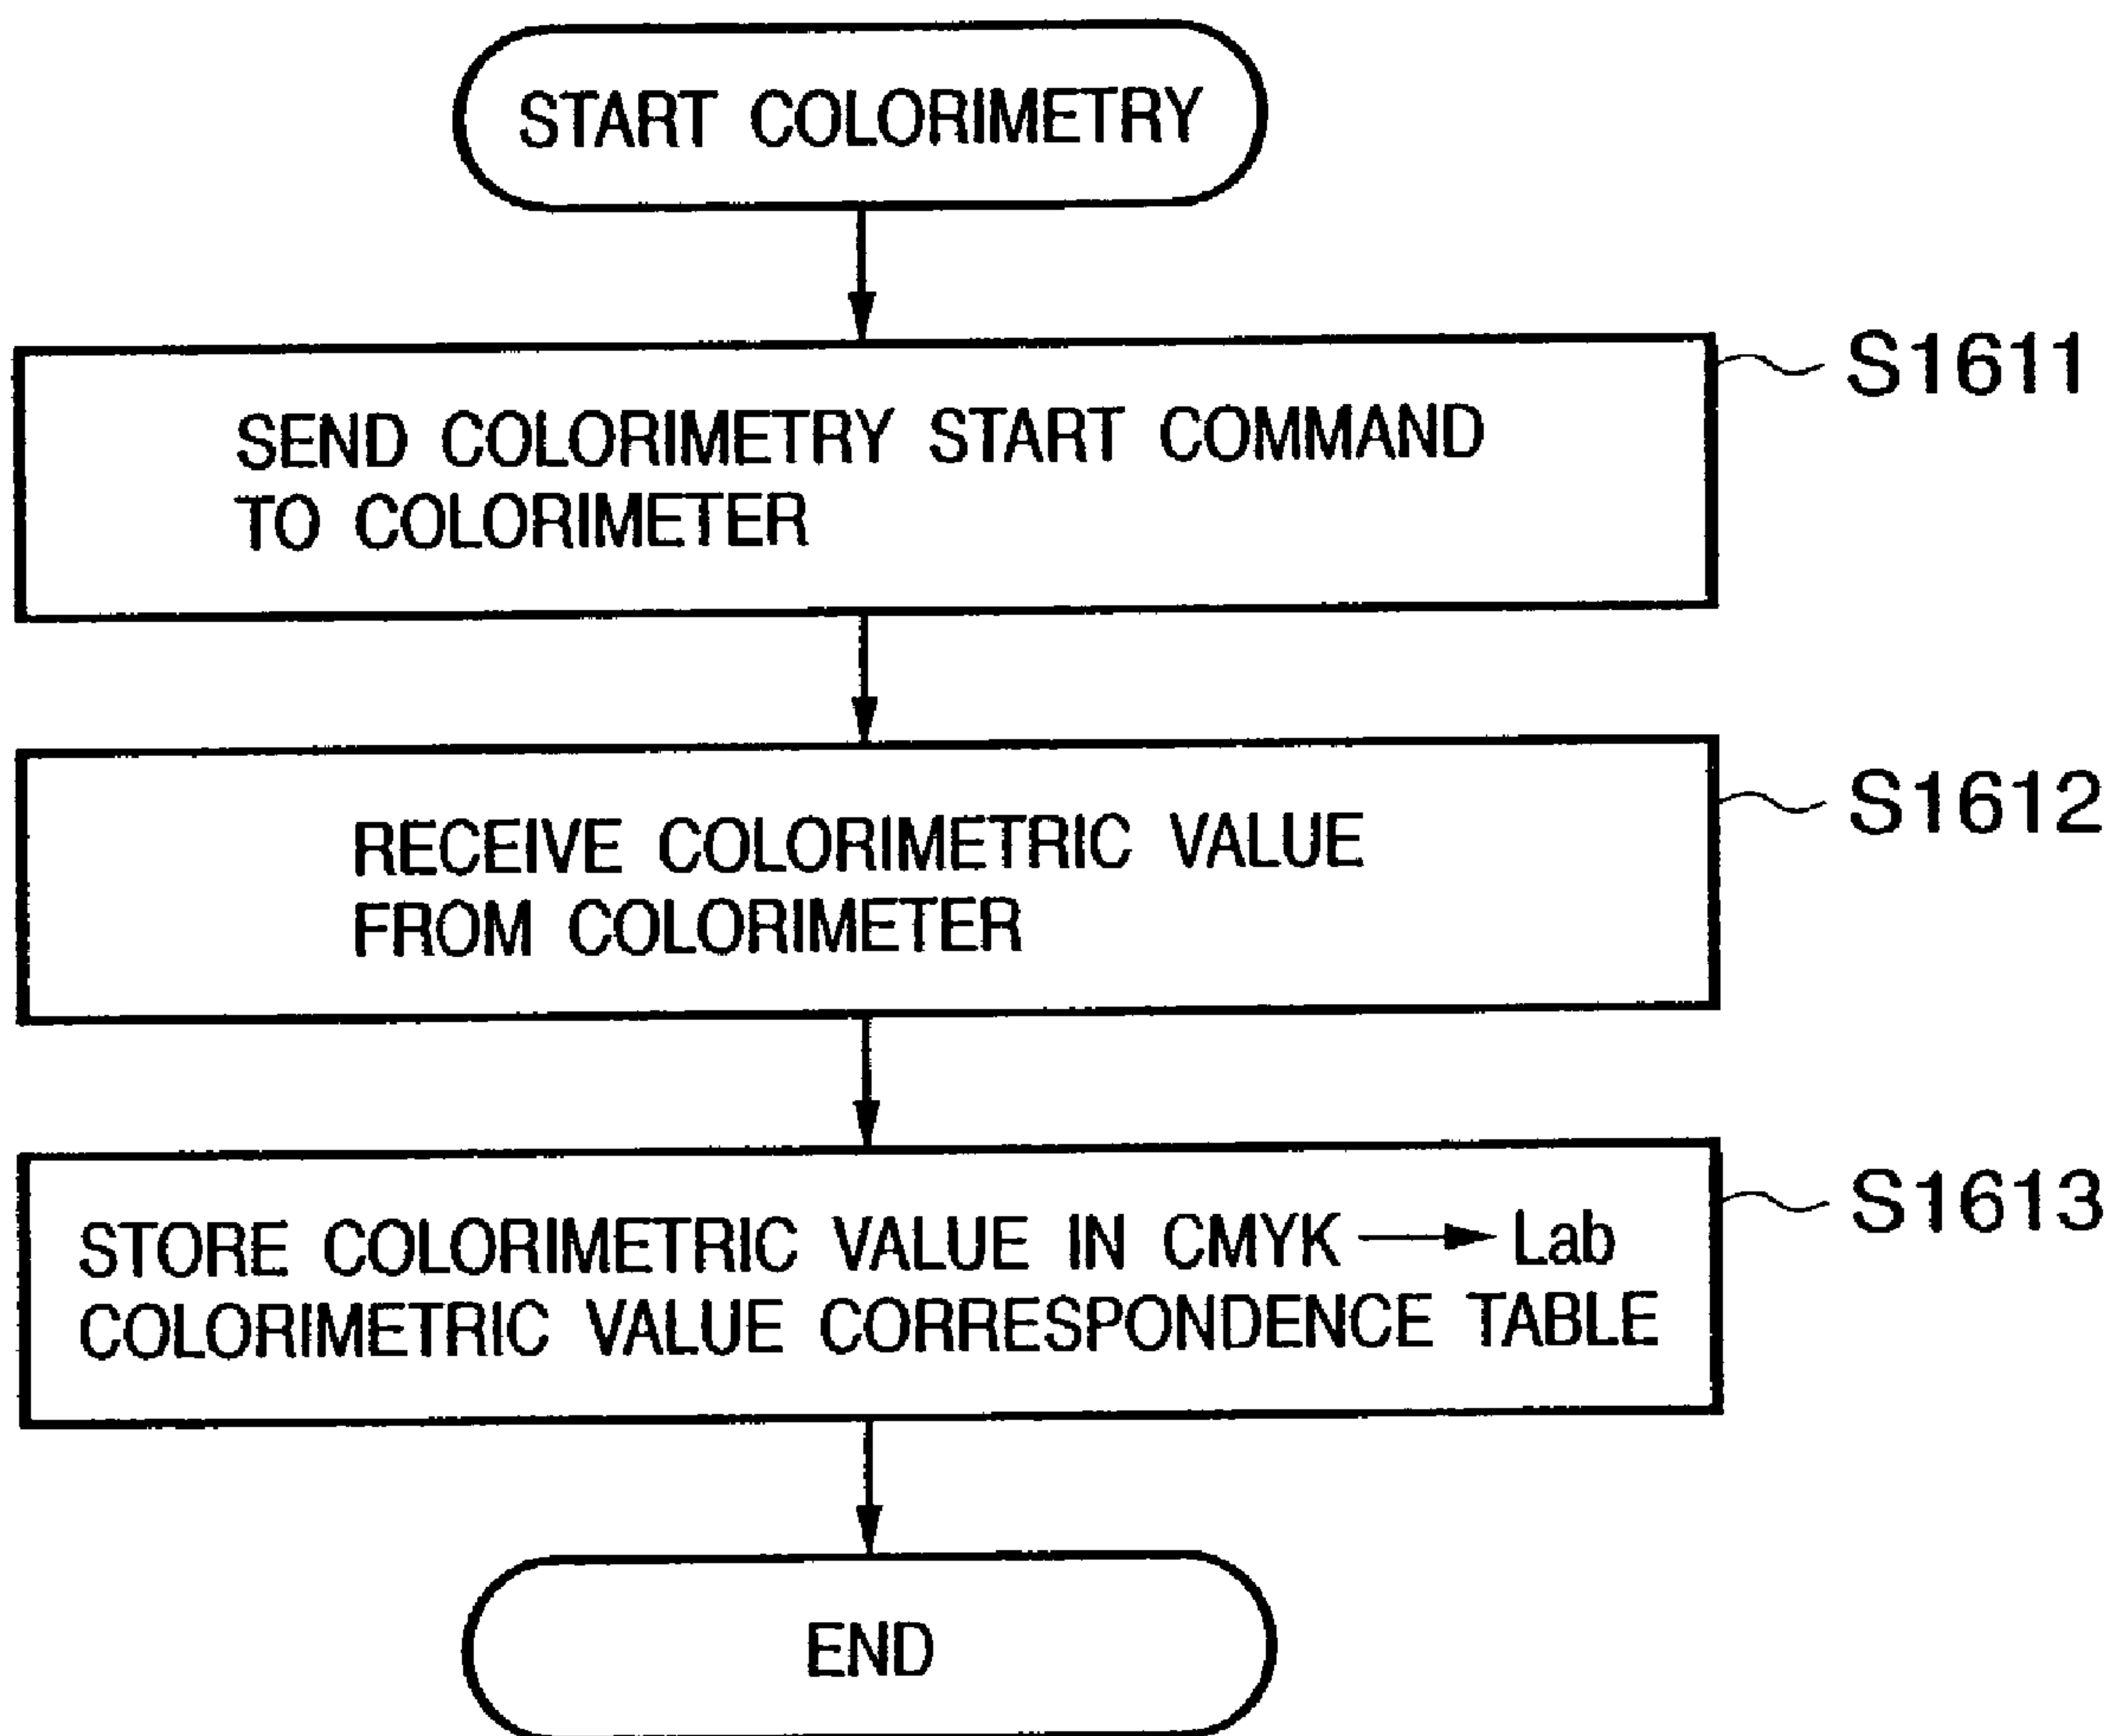 START COLORIMETRY
S1611
SEND COLORIMETRY START COMMAND
TO COLORIMETER
S1612
RECEIVE COLORIMETRIC VALUE
FROM COLORIMETER
S1613
STORE COLORIMETRIC VALUE IN CMYK → Lab
COLORIMETRIC VALUE CORRESPONDENCE TABLE
END